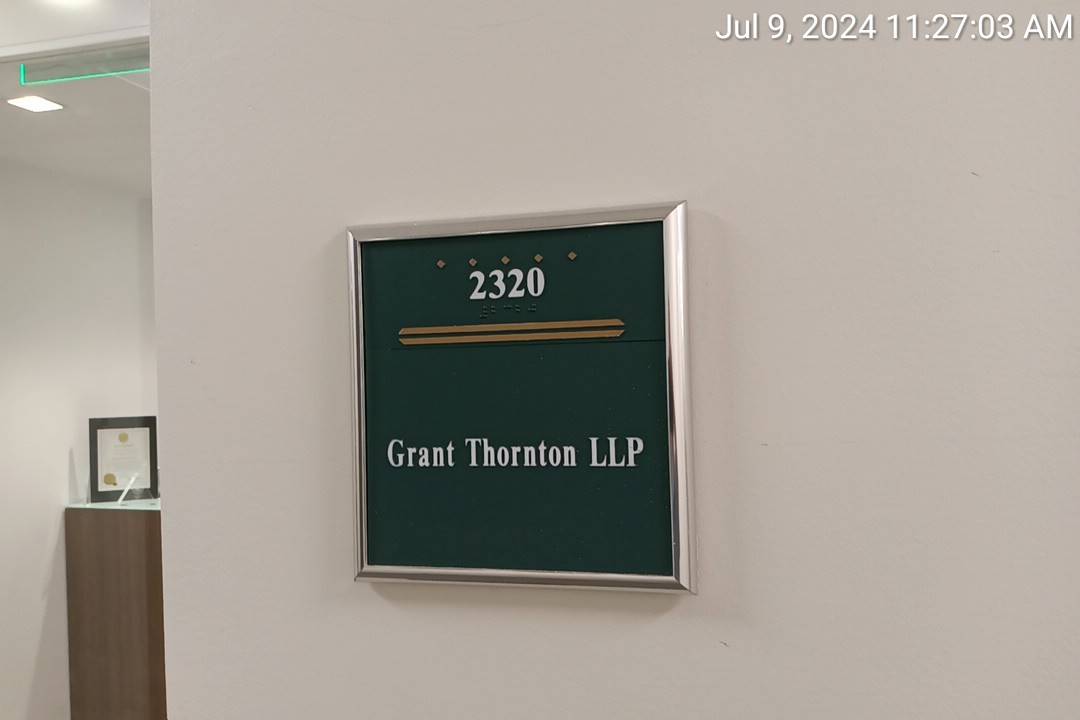 Jul 9, 2024 11:27:03 AM
2320
Grant Thornton LLP